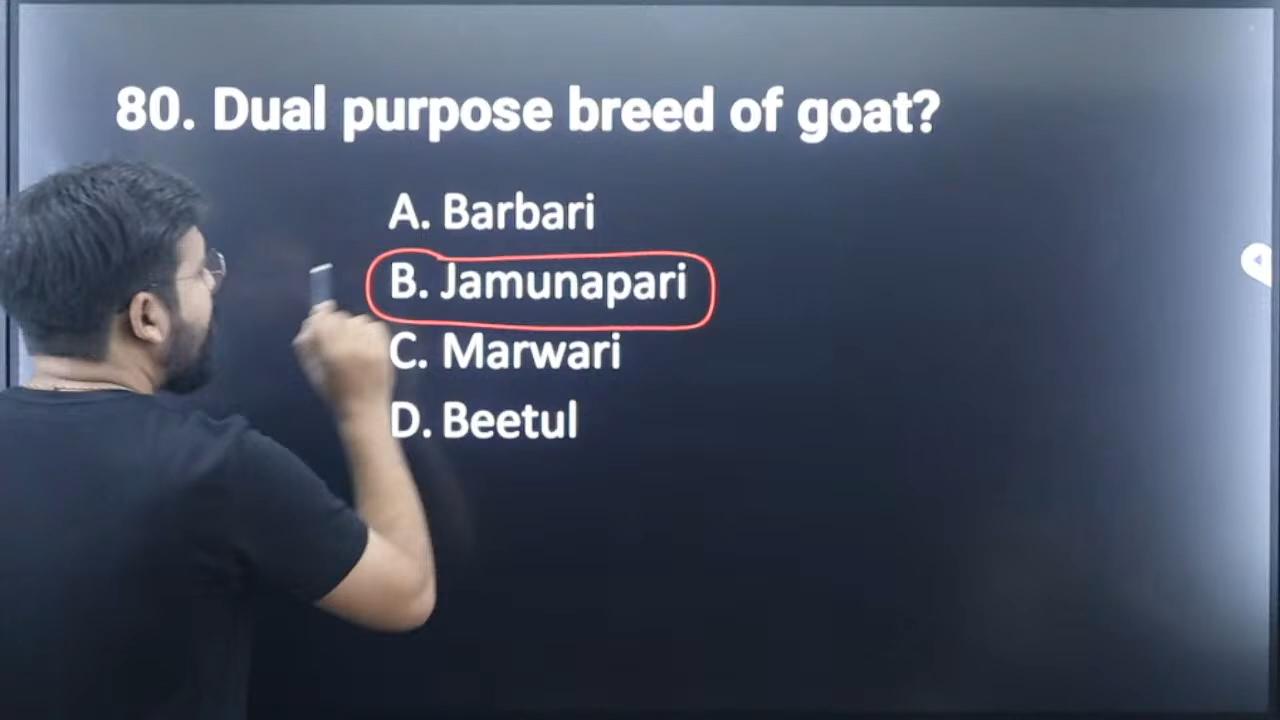 80. Dual purpose breed of goat?
A. Barbari
B. Jamunapari
C. Marwari
D. Beetul